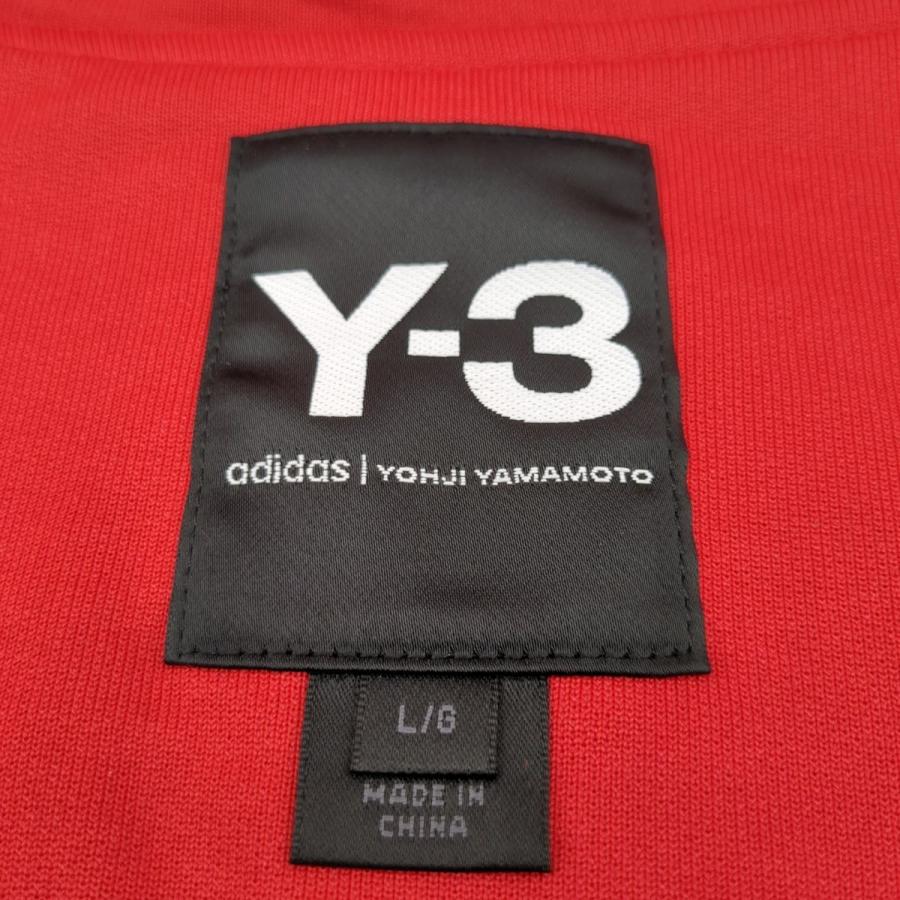 Y-3
adidas | YOHJI YAMAMOTO
L/G
MADE IN
CHINA